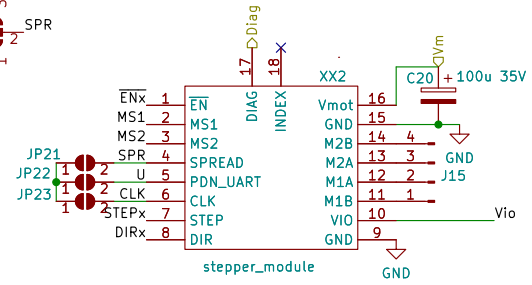 SPR
2
1
Diag
Vm
17
18
XX2
C20
100u 35V
+
ENx
1
EN
DIAG
INDEX
Vmot
16
MS1
2
MS1
GND
15
MS2
3
MS2
M2B
14
4
GND
JP21
SPR
4
SPREAD
M2A
13
3
JP22
1
2
U
5
PDN_UART
M1A
12
2
J15
JP23
1
2
CLK
6
CLK
M1B
11
1
1
2
STEPx
7
STEP
VIO
10
Vio
DIRx
8
DIR
GND
9
stepper_module
GND